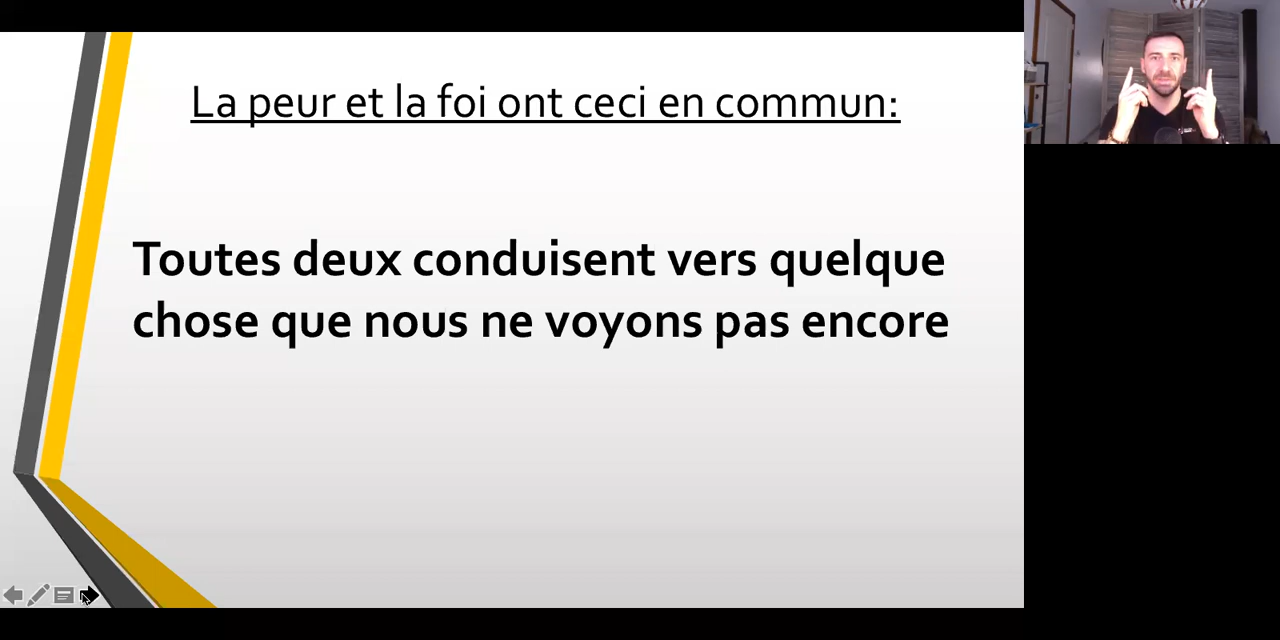 La peur et la foi ont ceci en commun:
Toutes deux conduisent vers quelque
chose que nous ne voyons pas encore